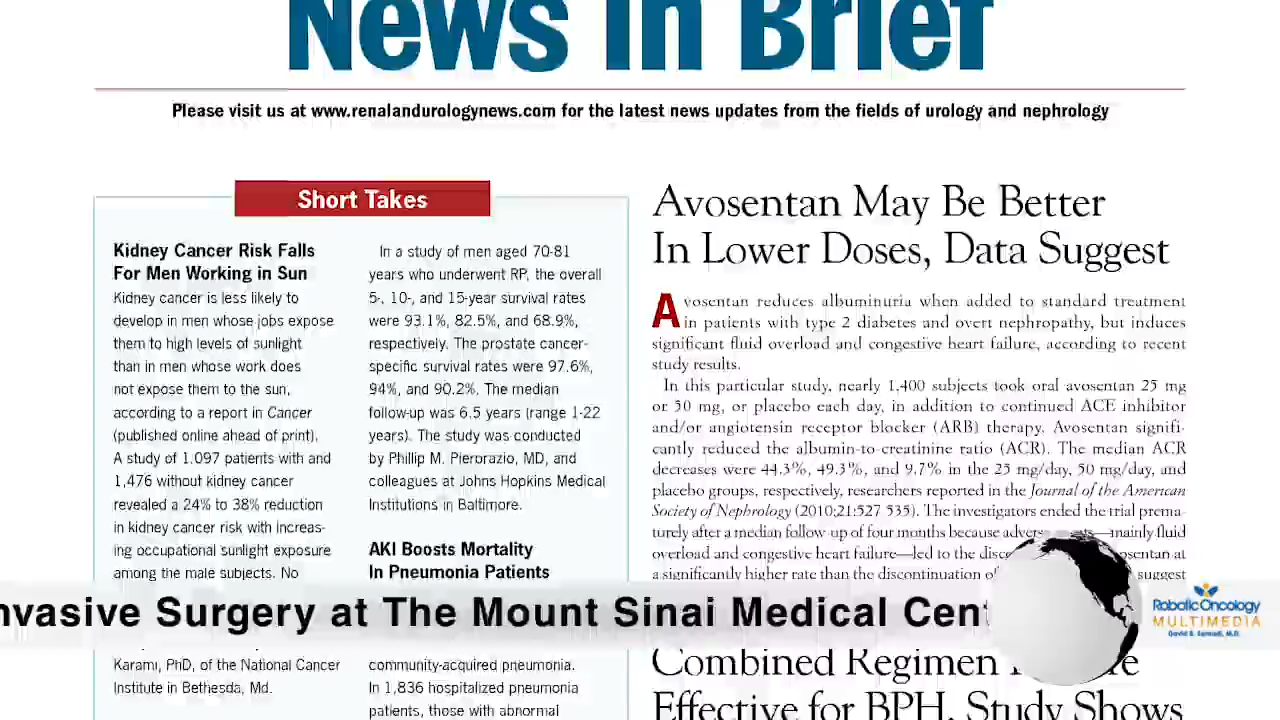 News in Brief
Please visit us at www.renalandurologynews.com for the latest news updates from the fields of urology and nephrology
Short Takes
Kidney Cancer Risk Falls
For Men Working in Sun
Kidney cancer is less likely to
develop in men whose jobs expose
them to high levels of sunlight
than in men whose work does
not expose them to the sun,
according to a report in Cancer
(published online ahead of print).
A study of 1,097 patients with and
1,476 without kidney cancer
revealed a 24% to 38% reduction
in kidney cancer risk with increas-
ing occupational sunlight exposure
among the male subjects. No
Karami, PhD, of the National Cancer
Institute in Bethesda, Md.
In a study of men aged 70-81
years who underwent RP, the overall
5-, 10-, and 15-year survival rates
were 93.1%, 82.5%, and 68.9%,
respectively. The prostate cancer-
specific survival rates were 97.6%,
94%, and 90.2%. The median
follow-up was 6.5 years (range 1-22
years). The study was conducted
by Phillip M. Pierorazio, MD, and
colleagues at Johns Hopkins Medical
Institutions in Baltimore.
AKI Boosts Mortality
In Pneumonia Patients
community-acquired pneumonia.
In 1,836 hospitalized pneumonia
patients, those with abnormal
Avosentan May Be Better
In Lower Doses, Data Suggest
Avosentan reduces albuminuria when added to standard treatment
in patients with type 2 diabetes and overt nephropathy, but induces
significant fluid overload and congestive heart failure, according to recent
study results.
In this particular study, nearly 1,400 subjects took oral avosentan 25 mg
or 50 mg, or placebo each day, in addition to continued ACE inhibitor
and/or angiotensin receptor blocker (ARB) therapy. Avosentan signifi-
cantly reduced the albumin-to-creatinine ratio (ACR). The median ACR
decreases were 44.3%, 49.3%, and 9.7% in the 25 mg/day, 50 mg/day, and
placebo groups, respectively, researchers reported in the Journal of the American
Society of Nephrology (2010;21:527-535). The investigators ended the trial prema-
turely after a median follow-up of four months because —mainly fluid
overload and congestive heart failure—led to the
a significantly higher rate than the discontinuation suggest
Combined Regimen
Effective for BPH, Study Shows
nvasive Surgery at The Mount Sinai Medical Cent
Robotic Oncology
MULTIMEDIA
David B. Samadi, M.D.